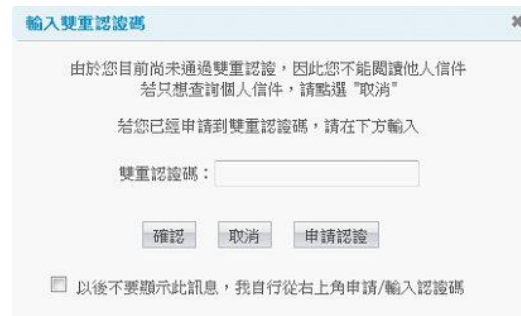 輸入雙重認證碼
由於您目前尚未通過雙重認證，因此您不能閱讀他人信件
若只想查詢個人信件，請點選 "取消"
若您已經申請到雙重認證碼，請在下方輸入
雙重認證碼：
確認 取消 申請認證
以後不要顯示此訊息，我自行從右上角申請/輸入認證碼